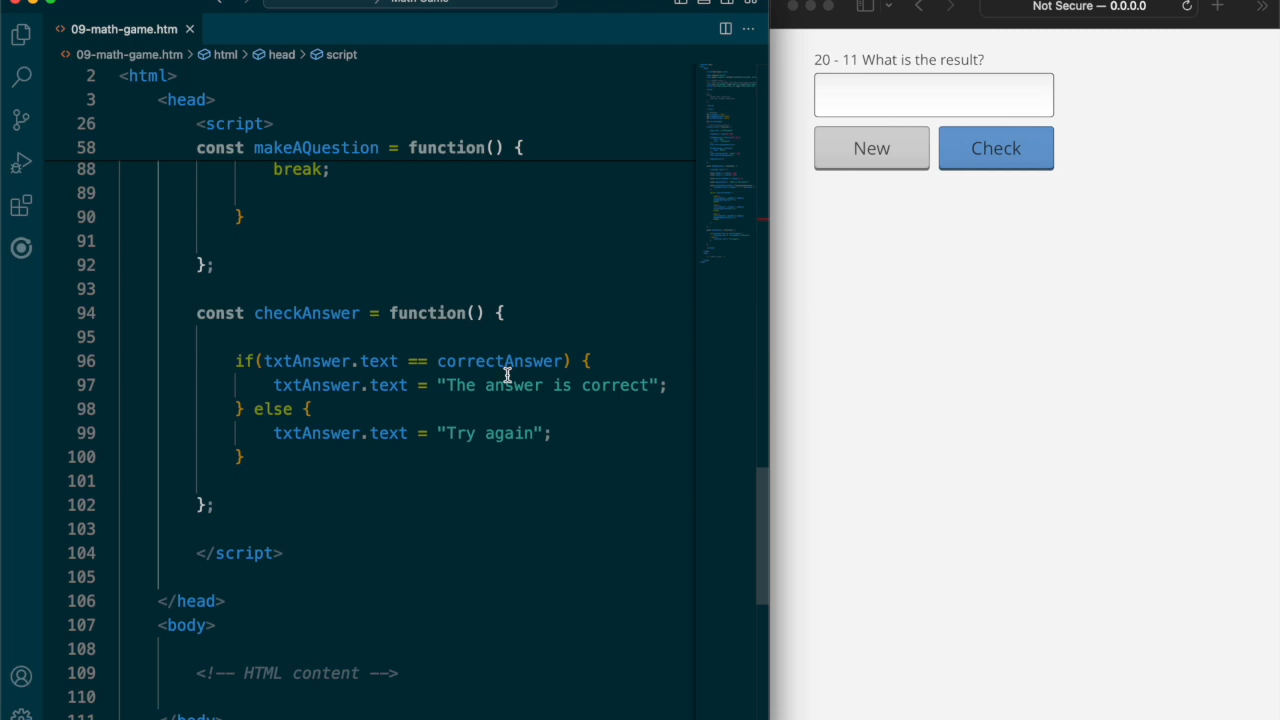 Math Game
09-math-game.htm
09-math-game.htm > html > head > script
2 <html>
3 <head>
26 <script>
58 const makeAQuestion = function() {
88 break;
89
90 }
91
92 };
93
94 const checkAnswer = function() {
95
96 if(txtAnswer.text == correctAnswer) {
97 txtAnswer.text = "The answer is correct";
98 } else {
99 txtAnswer.text = "Try again";
100 }
101
102 };
103
104 </script>
105
106 </head>
107 <body>
108
109 <!-- HTML content -->
110
111 </body>
Not Secure — 0.0.0.0
20 - 11 What is the result?
New
Check